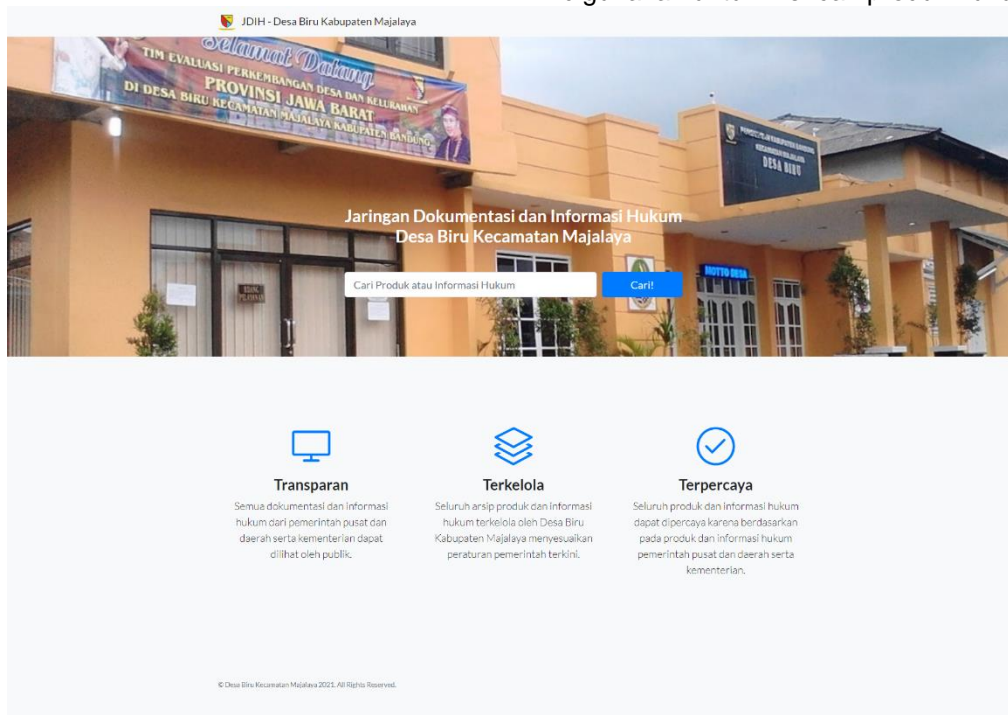 JDIH - Desa Biru Kabupaten Majalaya
Selamat Datang
TIM EVALUASI PERKEMBANGAN DESA DAN KELURAHAN
PROVINSI JAWA BARAT
DI DESA BIRU KECAMATAN MAJALAYA KABUPATEN BANDUNG
KECAMATAN MAJALAYA
DESA BIRU
Jaringan Dokumentasi dan Informasi Hukum
Desa Biru Kecamatan Majalaya
MOTTO DESA
Cari Produk atau Informasi Hukum
Cari!
Transparan
Semua dokumentasi dan informasi
hukum dari pemerintah pusat dan
daerah serta kementerian dapat
dilihat oleh publik.
Terkelola
Seluruh arsip produk dan informasi
hukum terkelola oleh Desa Biru
Kabupaten Majalaya menyesuaikan
peraturan pemerintah terkini.
Terpercaya
Seluruh produk dan informasi hukum
dapat dipercaya karena berdasarkan
pada produk dan informasi hukum
pemerintah pusat dan daerah serta
kementerian.
© Desa Biru Kecamatan Majalaya 2021. All Rights Reserved.